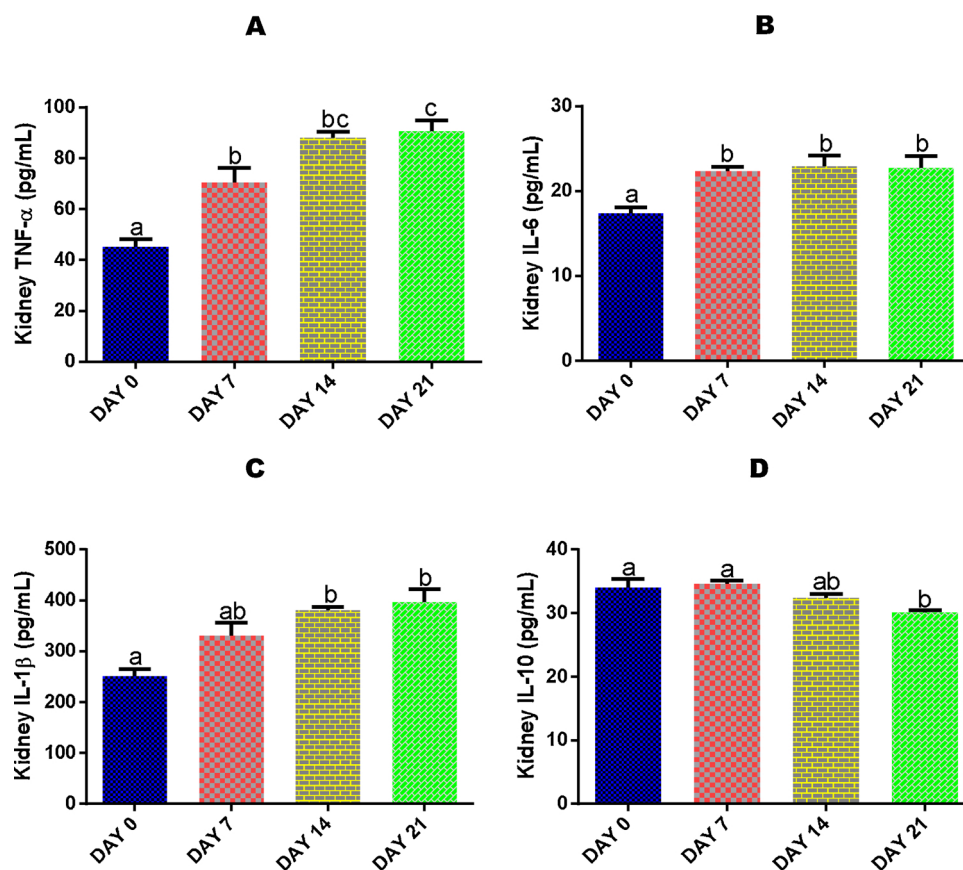 A
Kidney TNF-α (pg/mL)
100
80
60
40
20
0
a
b
bc
c
DAY 0
DAY 7
DAY 14
DAY 21
B
Kidney IL-6 (pg/mL)
30
20
10
0
a
b
b
b
DAY 0
DAY 7
DAY 14
DAY 21
C
Kidney IL-1β (pg/mL)
500
400
300
200
100
0
a
ab
b
b
DAY 0
DAY 7
DAY 14
DAY 21
D
Kidney IL-10 (pg/mL)
40
30
20
10
0
a
a
ab
b
DAY 0
DAY 7
DAY 14
DAY 21